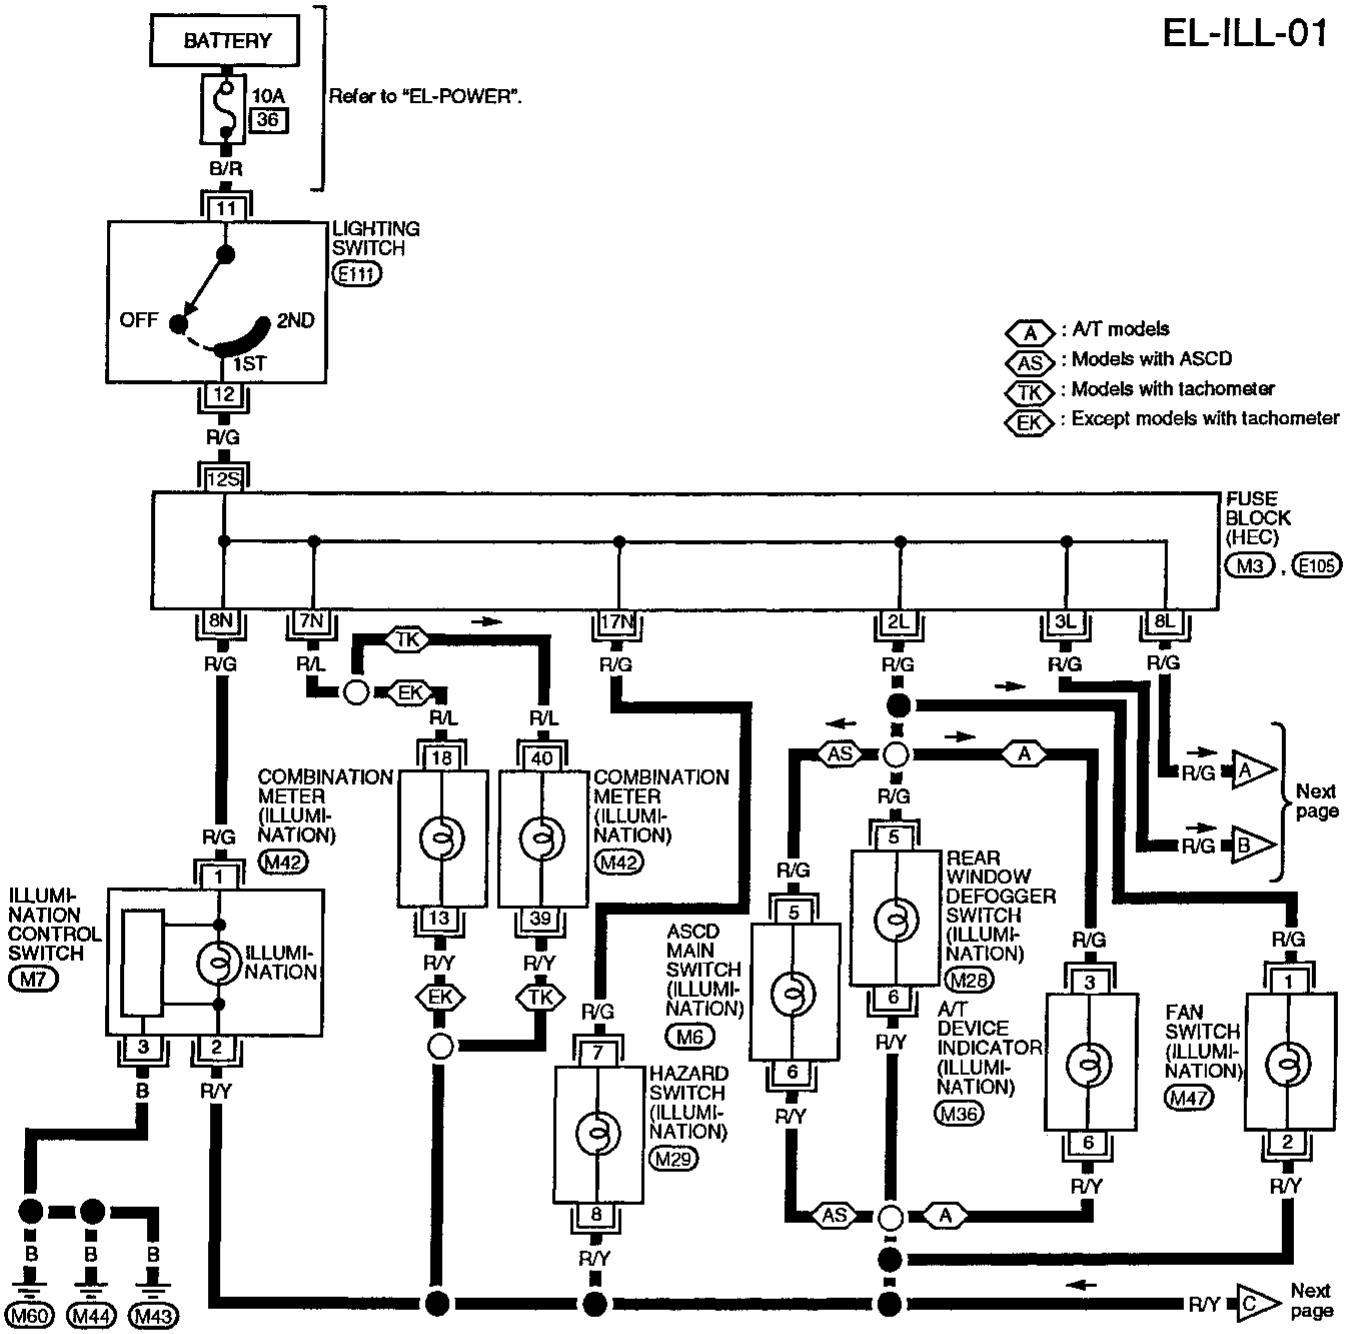 EL-ILL-01
BATTERY
10A
36
Refer to "EL-POWER".
B/R
11
LIGHTING
SWITCH
E111
OFF
2ND
1ST
12
R/G
12S
A : A/T models
AS : Models with ASCD
TK : Models with tachometer
EK : Except models with tachometer
FUSE
BLOCK
(HEC)
M3 , E105
8N 7N 17N 2L 3L 8L
R/G R/L R/G R/G R/G R/G
TK
EK
R/L R/L
18 40
COMBINATION
METER
(ILLUMI-
NATION)
M42
COMBINATION
METER
(ILLUMI-
NATION)
M42
13 39
R/Y R/Y
EK TK
R/G
1
ILLUMI-
NATION
CONTROL
SWITCH
M7
ILLUMI-
NATION
3 2
B R/Y
B B B
M60 M44 M43
R/G
7
HAZARD
SWITCH
(ILLUMI-
NATION)
M29
8
R/Y
AS A
R/G
5
REAR
WINDOW
DEFOGGER
SWITCH
(ILLUMI-
NATION)
M28
6
R/Y
R/G
5
ASCD
MAIN
SWITCH
(ILLUMI-
NATION)
M6
6
R/Y
R/G
3
A/T
DEVICE
INDICATOR
(ILLUMI-
NATION)
M36
6
R/Y
AS A
R/G A
R/G B
Next
page
R/G
1
FAN
SWITCH
(ILLUMI-
NATION)
M47
2
R/Y
R/Y C
Next
page